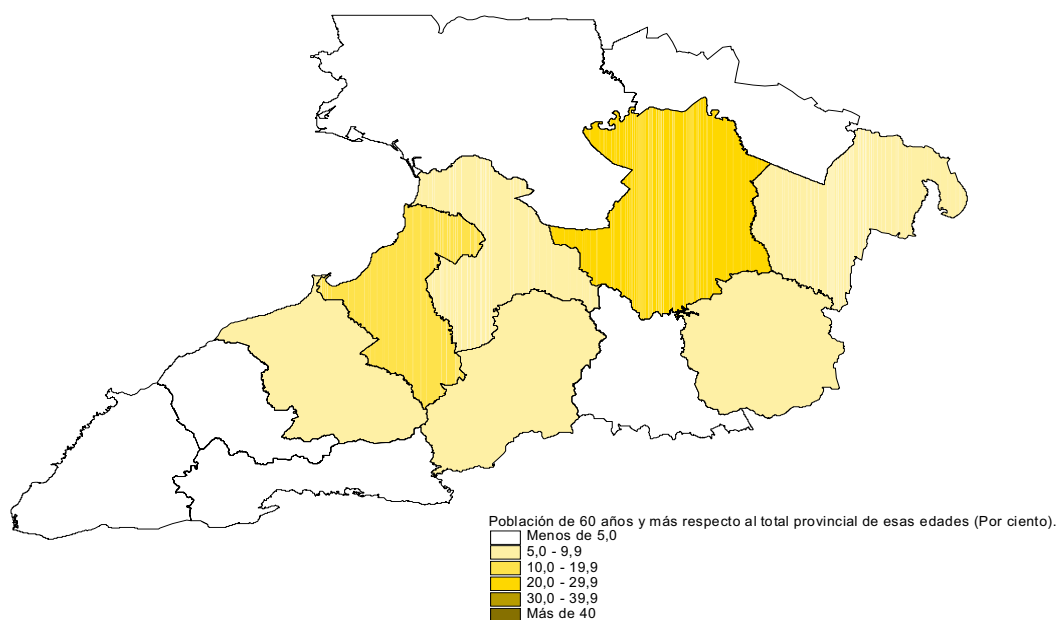 Población de 60 años y más respecto al total provincial de esas edades (Por ciento).
Menos de 5,0
5,0 - 9,9
10,0 - 19,9
20,0 - 29,9
30,0 - 39,9
Más de 40